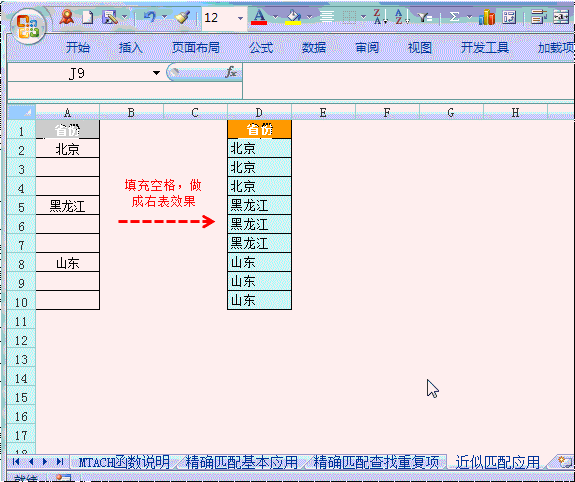 12
开始 插入 页面布局 公式 数据 审阅 视图 开发工具 加载项
J9 fx
A B C D E F G H
1 省份 省份
2 北京 北京
3 北京
4 填充空格，做 北京
5 黑龙江 成右表效果 黑龙江
6 黑龙江
7 黑龙江
8 山东 山东
9 山东
10 山东
11
12
13
14
15
16
17
18
MTACH函数说明 精确匹配基本应用 精确匹配查找重复项 近似匹配应用
就绪